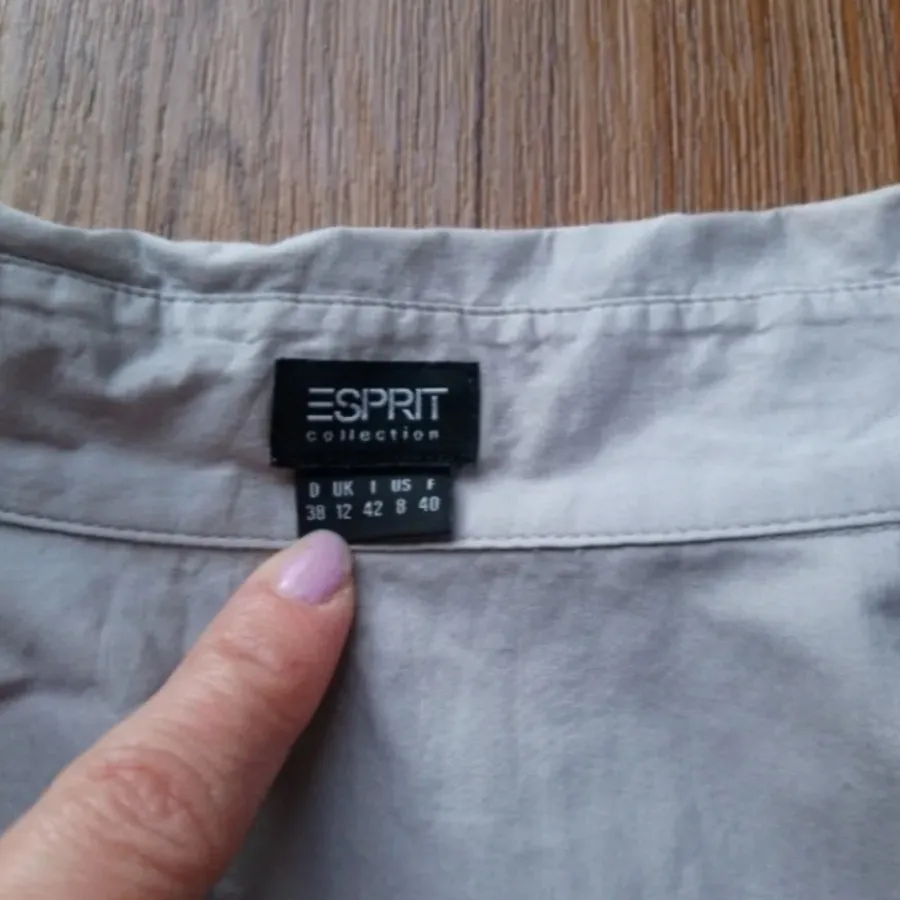 ESPRIT
collection
D UK I US F
38 12 42 8 40